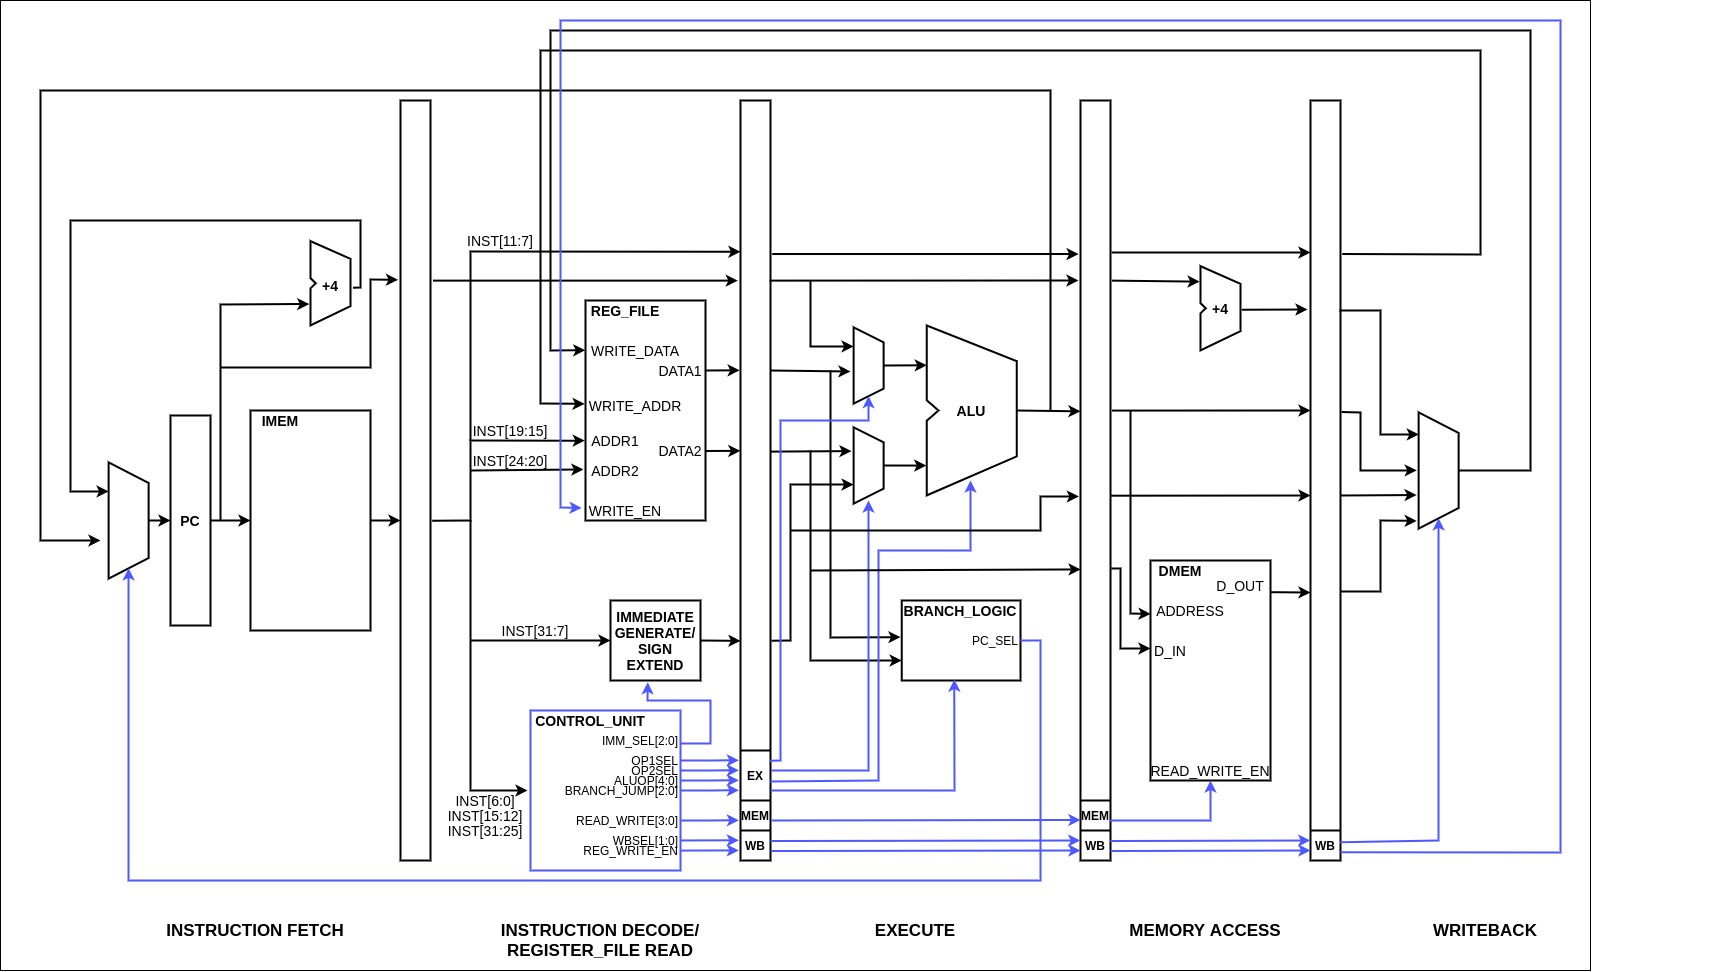 INST[11:7]
+4
+4
REG_FILE
WRITE_DATA
DATA1
WRITE_ADDR
ALU
IMEM
INST[19:15]
ADDR1
DATA2
INST[24:20]
ADDR2
PC
WRITE_EN
DMEM
D_OUT
IMMEDIATE
GENERATE/
SIGN
EXTEND
INST[31:7]
BRANCH_LOGIC
PC_SEL
ADDRESS
D_IN
CONTROL_UNIT
IMM_SEL[2:0]
OP1SEL
OP2SEL
ALUOP[4:0]
BRANCH_JUMP[2:0]
READ_WRITE[3:0]
WBSEL[1:0]
REG_WRITE_EN
EX
MEM
WB
READ_WRITE_EN
MEM
WB
WB
INST[6:0]
INST[15:12]
INST[31:25]
INSTRUCTION FETCH
INSTRUCTION DECODE/
REGISTER_FILE READ
EXECUTE
MEMORY ACCESS
WRITEBACK